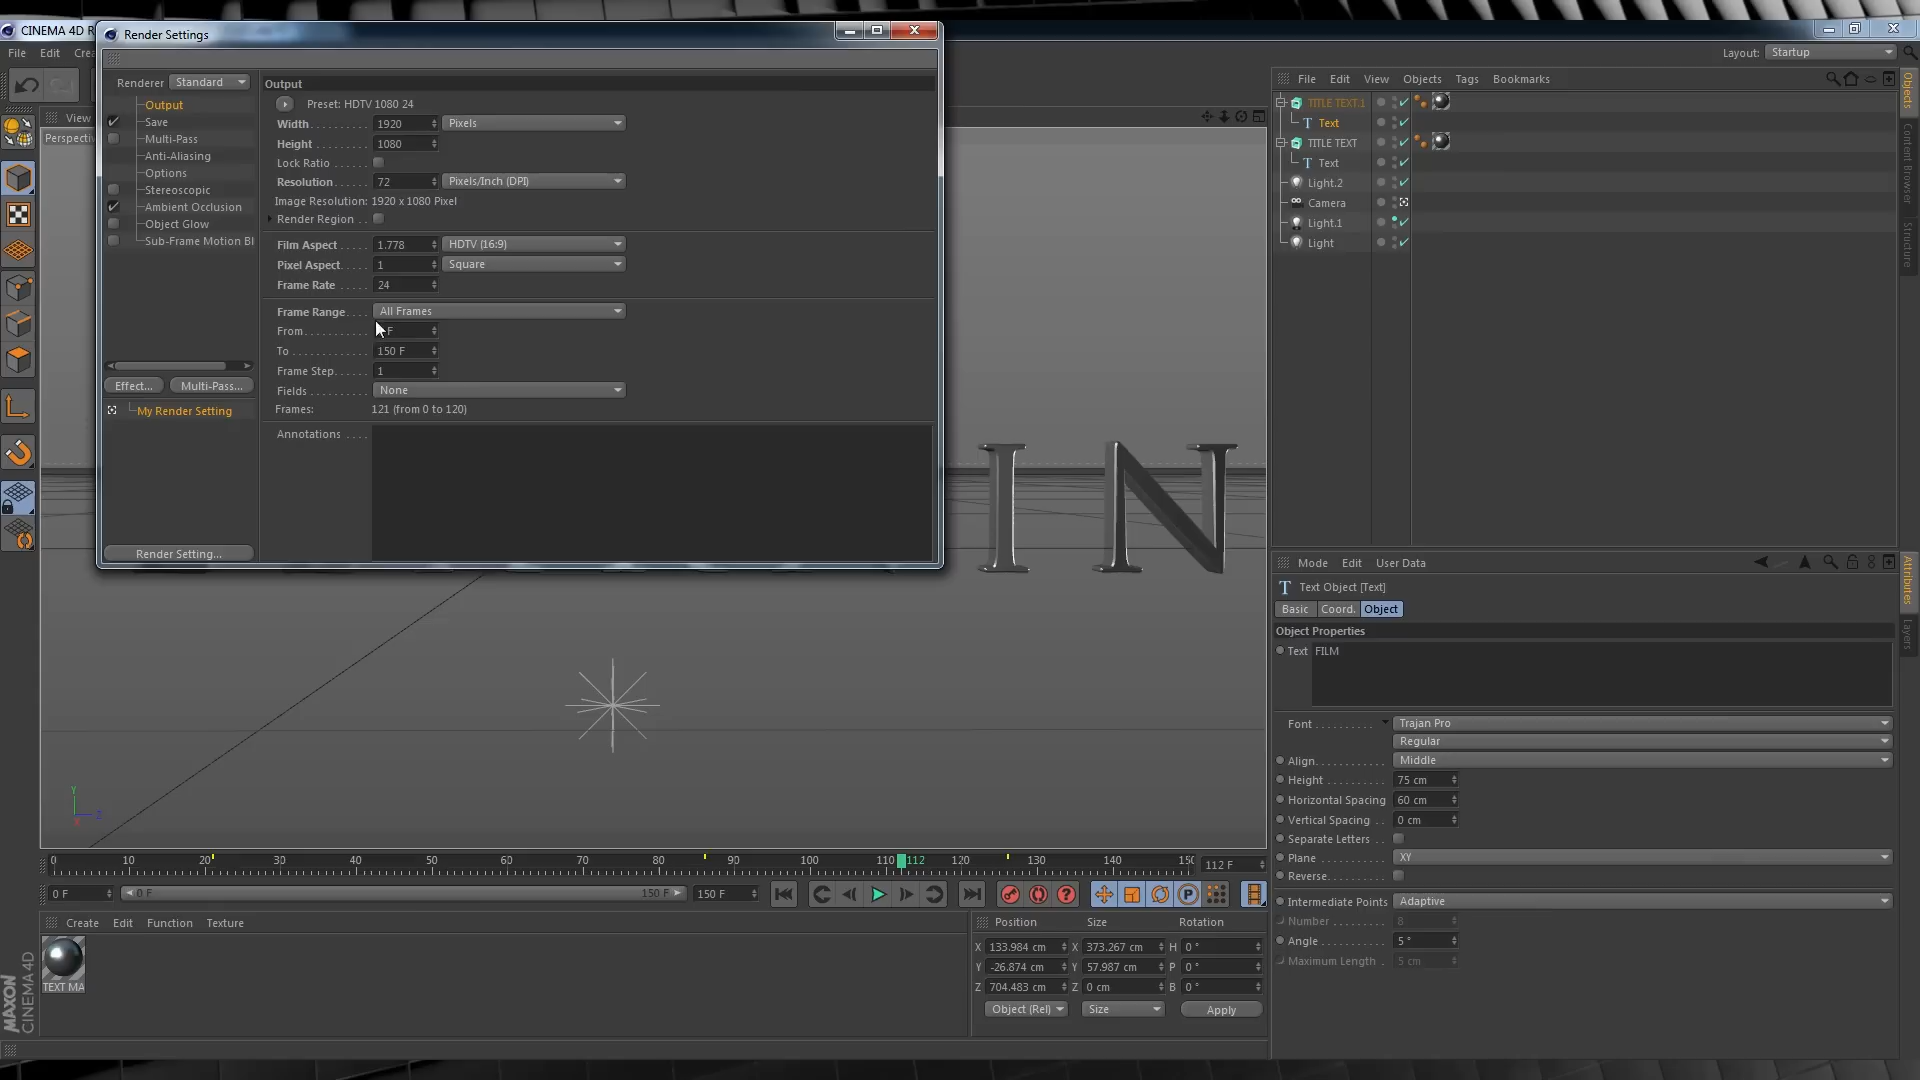 CINEMA 4D R
Render Settings
File Edit Crea
Layout: Startup
Renderer Standard
Output
Save
Multi-Pass
Anti-Aliasing
Options
Stereoscopic
Ambient Occlusion
Object Glow
Sub-Frame Motion Bl
Effect... Multi-Pass...
My Render Setting
Render Setting...
Output
Preset: HDTV 1080 24
Width 1920 Pixels
Height 1080
Lock Ratio
Resolution 72 Pixels/Inch (DPI)
Image Resolution: 1920 x 1080 Pixel
Render Region
Film Aspect 1.778 HDTV (16:9)
Pixel Aspect 1 Square
Frame Rate 24
Frame Range All Frames
From F
To 150 F
Frame Step 1
Fields None
Frames: 121 (from 0 to 120)
Annotations
View
Perspectiv
I N
Y
X
Z
File Edit View Objects Tags Bookmarks
TITLE TEXT.1
Text
TITLE TEXT
Text
Light.2
Camera
Light.1
Light
Objects
Content Browser
Structure
Mode Edit User Data
Text Object [Text]
Basic Coord. Object
Object Properties
Text FILM
Font Trajan Pro
Regular
Align Middle
Height 75 cm
Horizontal Spacing 60 cm
Vertical Spacing 0 cm
Separate Letters
Plane XY
Reverse
Intermediate Points Adaptive
Number 8
Angle 5 °
Maximum Length 5 cm
Attributes
Layers
0 10 20 30 40 50 60 70 80 90 100 110 112 120 130 140 150 112 F
0 F 0 F 150 F 150 F
Create Edit Function Texture
TEXT MA
Position Size Rotation
X 133.984 cm X 373.267 cm H 0 °
Y -26.874 cm Y 57.987 cm P 0 °
Z 704.483 cm Z 0 cm B 0 °
Object (Rel) Size Apply
MAXON
CINEMA 4D